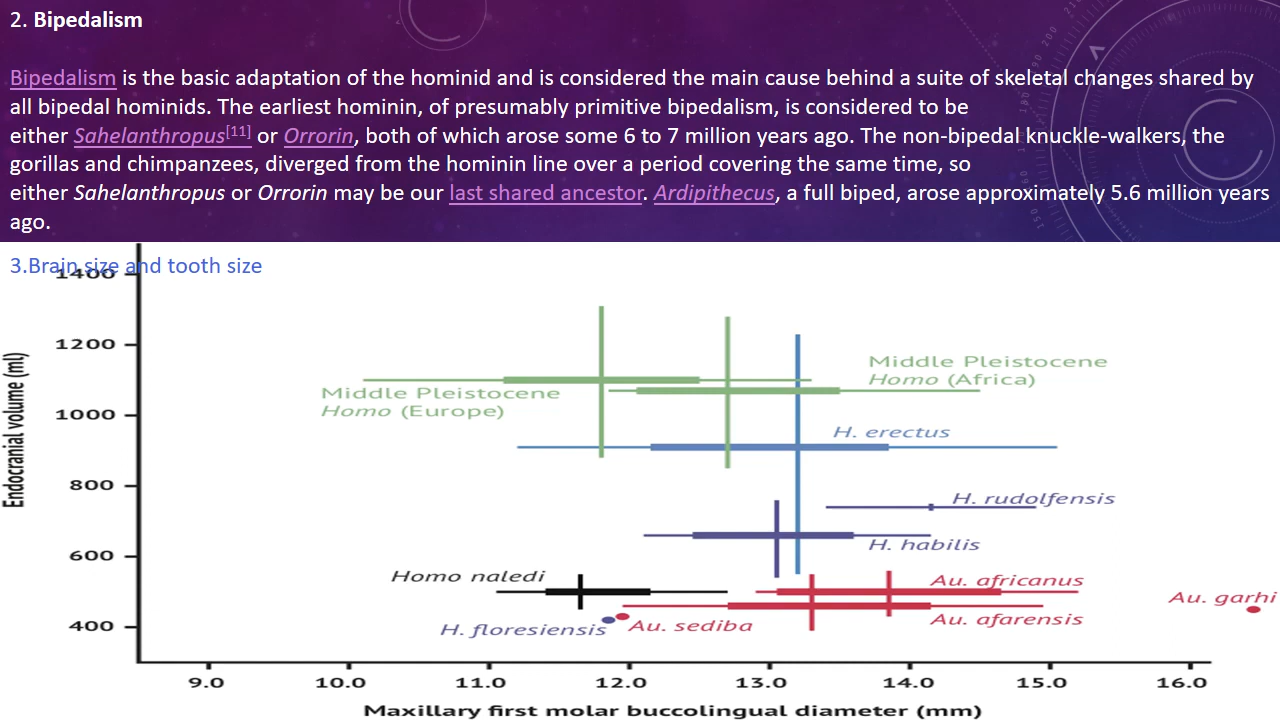 2. Bipedalism
Bipedalism is the basic adaptation of the hominid and is considered the main cause behind a suite of skeletal changes shared by
all bipedal hominids. The earliest hominin, of presumably primitive bipedalism, is considered to be
either Sahelanthropus[11] or Orrorin, both of which arose some 6 to 7 million years ago. The non-bipedal knuckle-walkers, the
gorillas and chimpanzees, diverged from the hominin line over a period covering the same time, so
either Sahelanthropus or Orrorin may be our last shared ancestor. Ardipithecus, a full biped, arose approximately 5.6 million years
ago.
3.Brain size and tooth size
Endocranial volume (ml)
1400
1200
1000
800
600
400
Middle Pleistocene
Homo (Africa)
Middle Pleistocene
Homo (Europe)
H. erectus
H. rudolfensis
H. habilis
Homo naledi
Au. africanus
Au. garhi
Au. afarensis
H. floresiensis
Au. sediba
9.0 10.0 11.0 12.0 13.0 14.0 15.0 16.0
Maxillary first molar buccolingual diameter (mm)